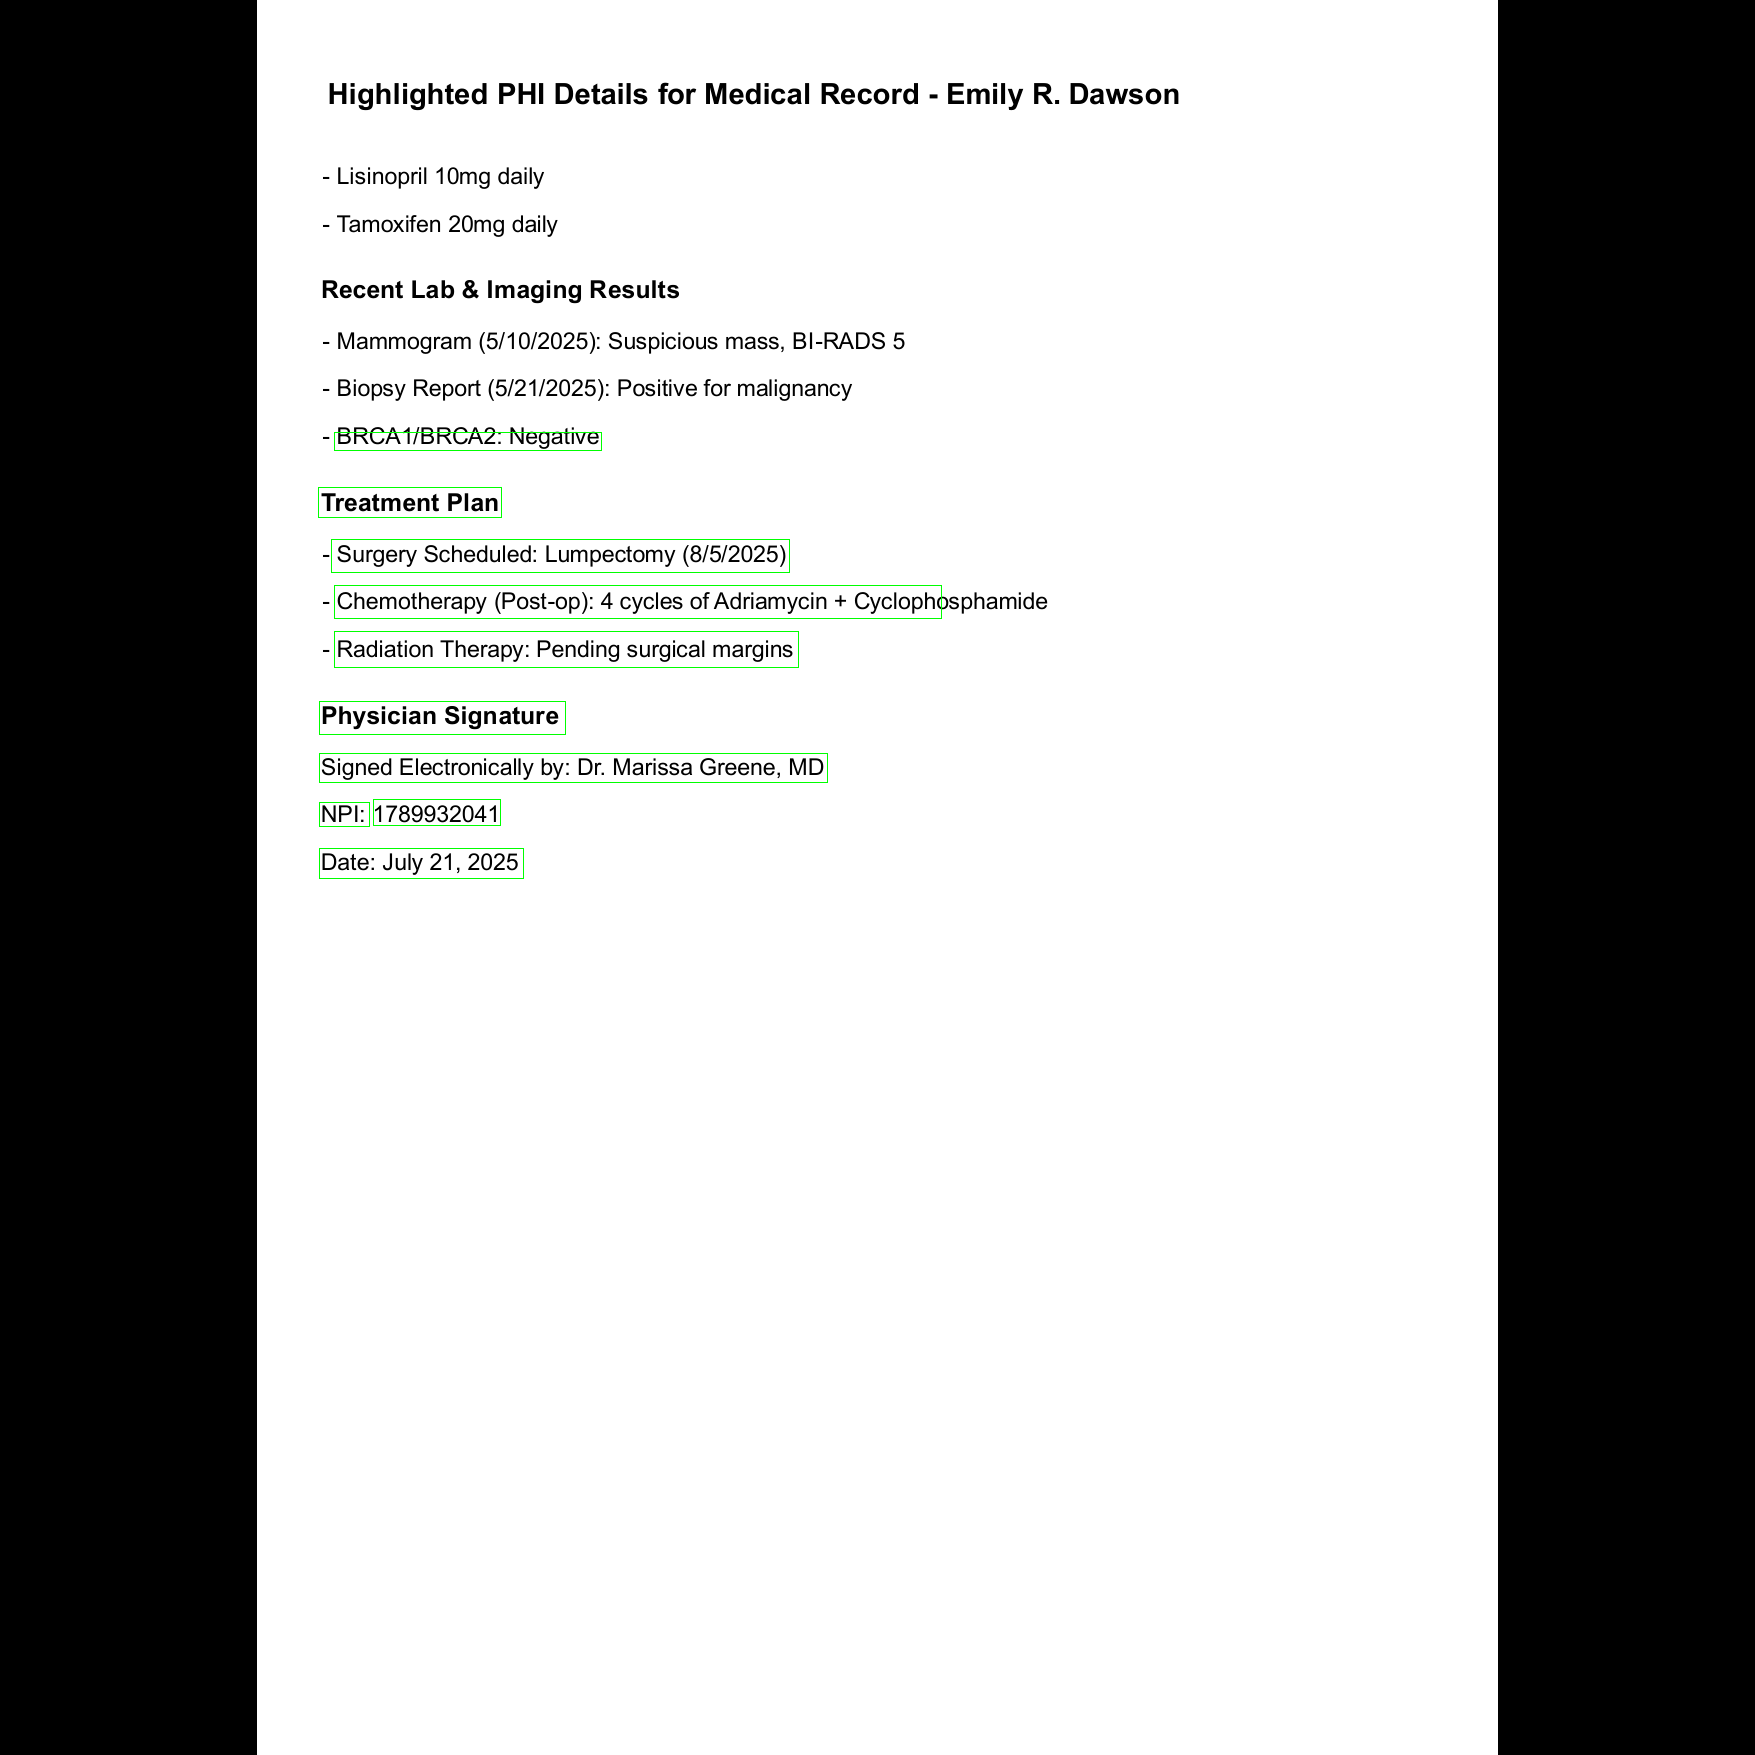 Highlighted PHI Details for Medical Record - Emily R. Dawson
- Lisinopril 10mg daily
- Tamoxifen 20mg daily
Recent Lab & Imaging Results
- Mammogram (5/10/2025): Suspicious mass, BI-RADS 5
- Biopsy Report (5/21/2025): Positive for malignancy
- BRCA1/BRCA2: Negative
Treatment Plan
- Surgery Scheduled: Lumpectomy (8/5/2025)
- Chemotherapy (Post-op): 4 cycles of Adriamycin + Cyclophosphamide
- Radiation Therapy: Pending surgical margins
Physician Signature
Signed Electronically by: Dr. Marissa Greene, MD
NPI: 1789932041
Date: July 21, 2025